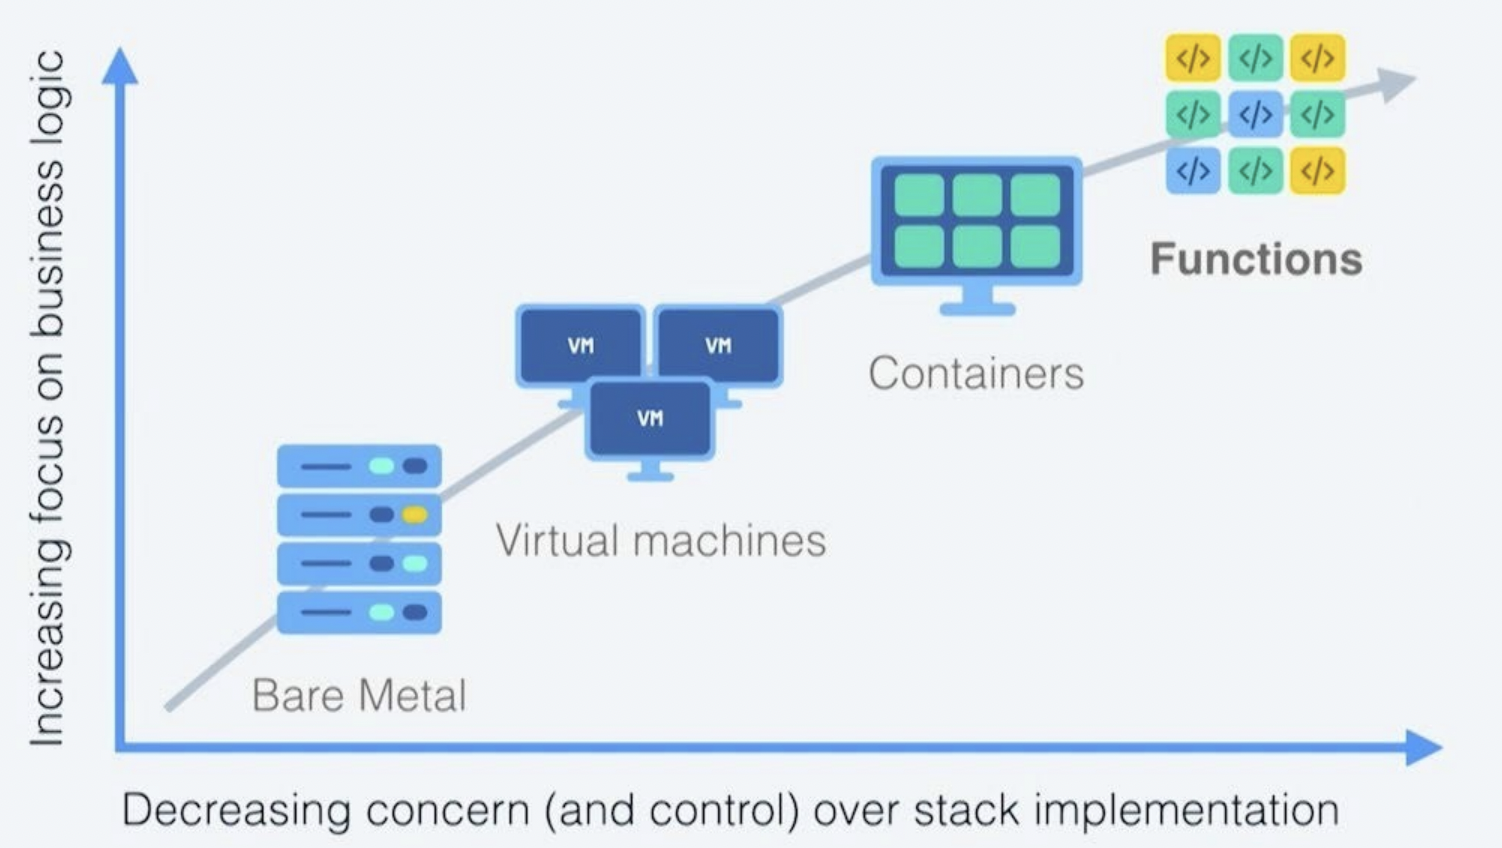 Increasing focus on business logic
</>
</>
</>
</>
</>
</>
</>
</>
</>
Functions
Containers
VM
VM
VM
Virtual machines
Bare Metal
Decreasing concern (and control) over stack implementation